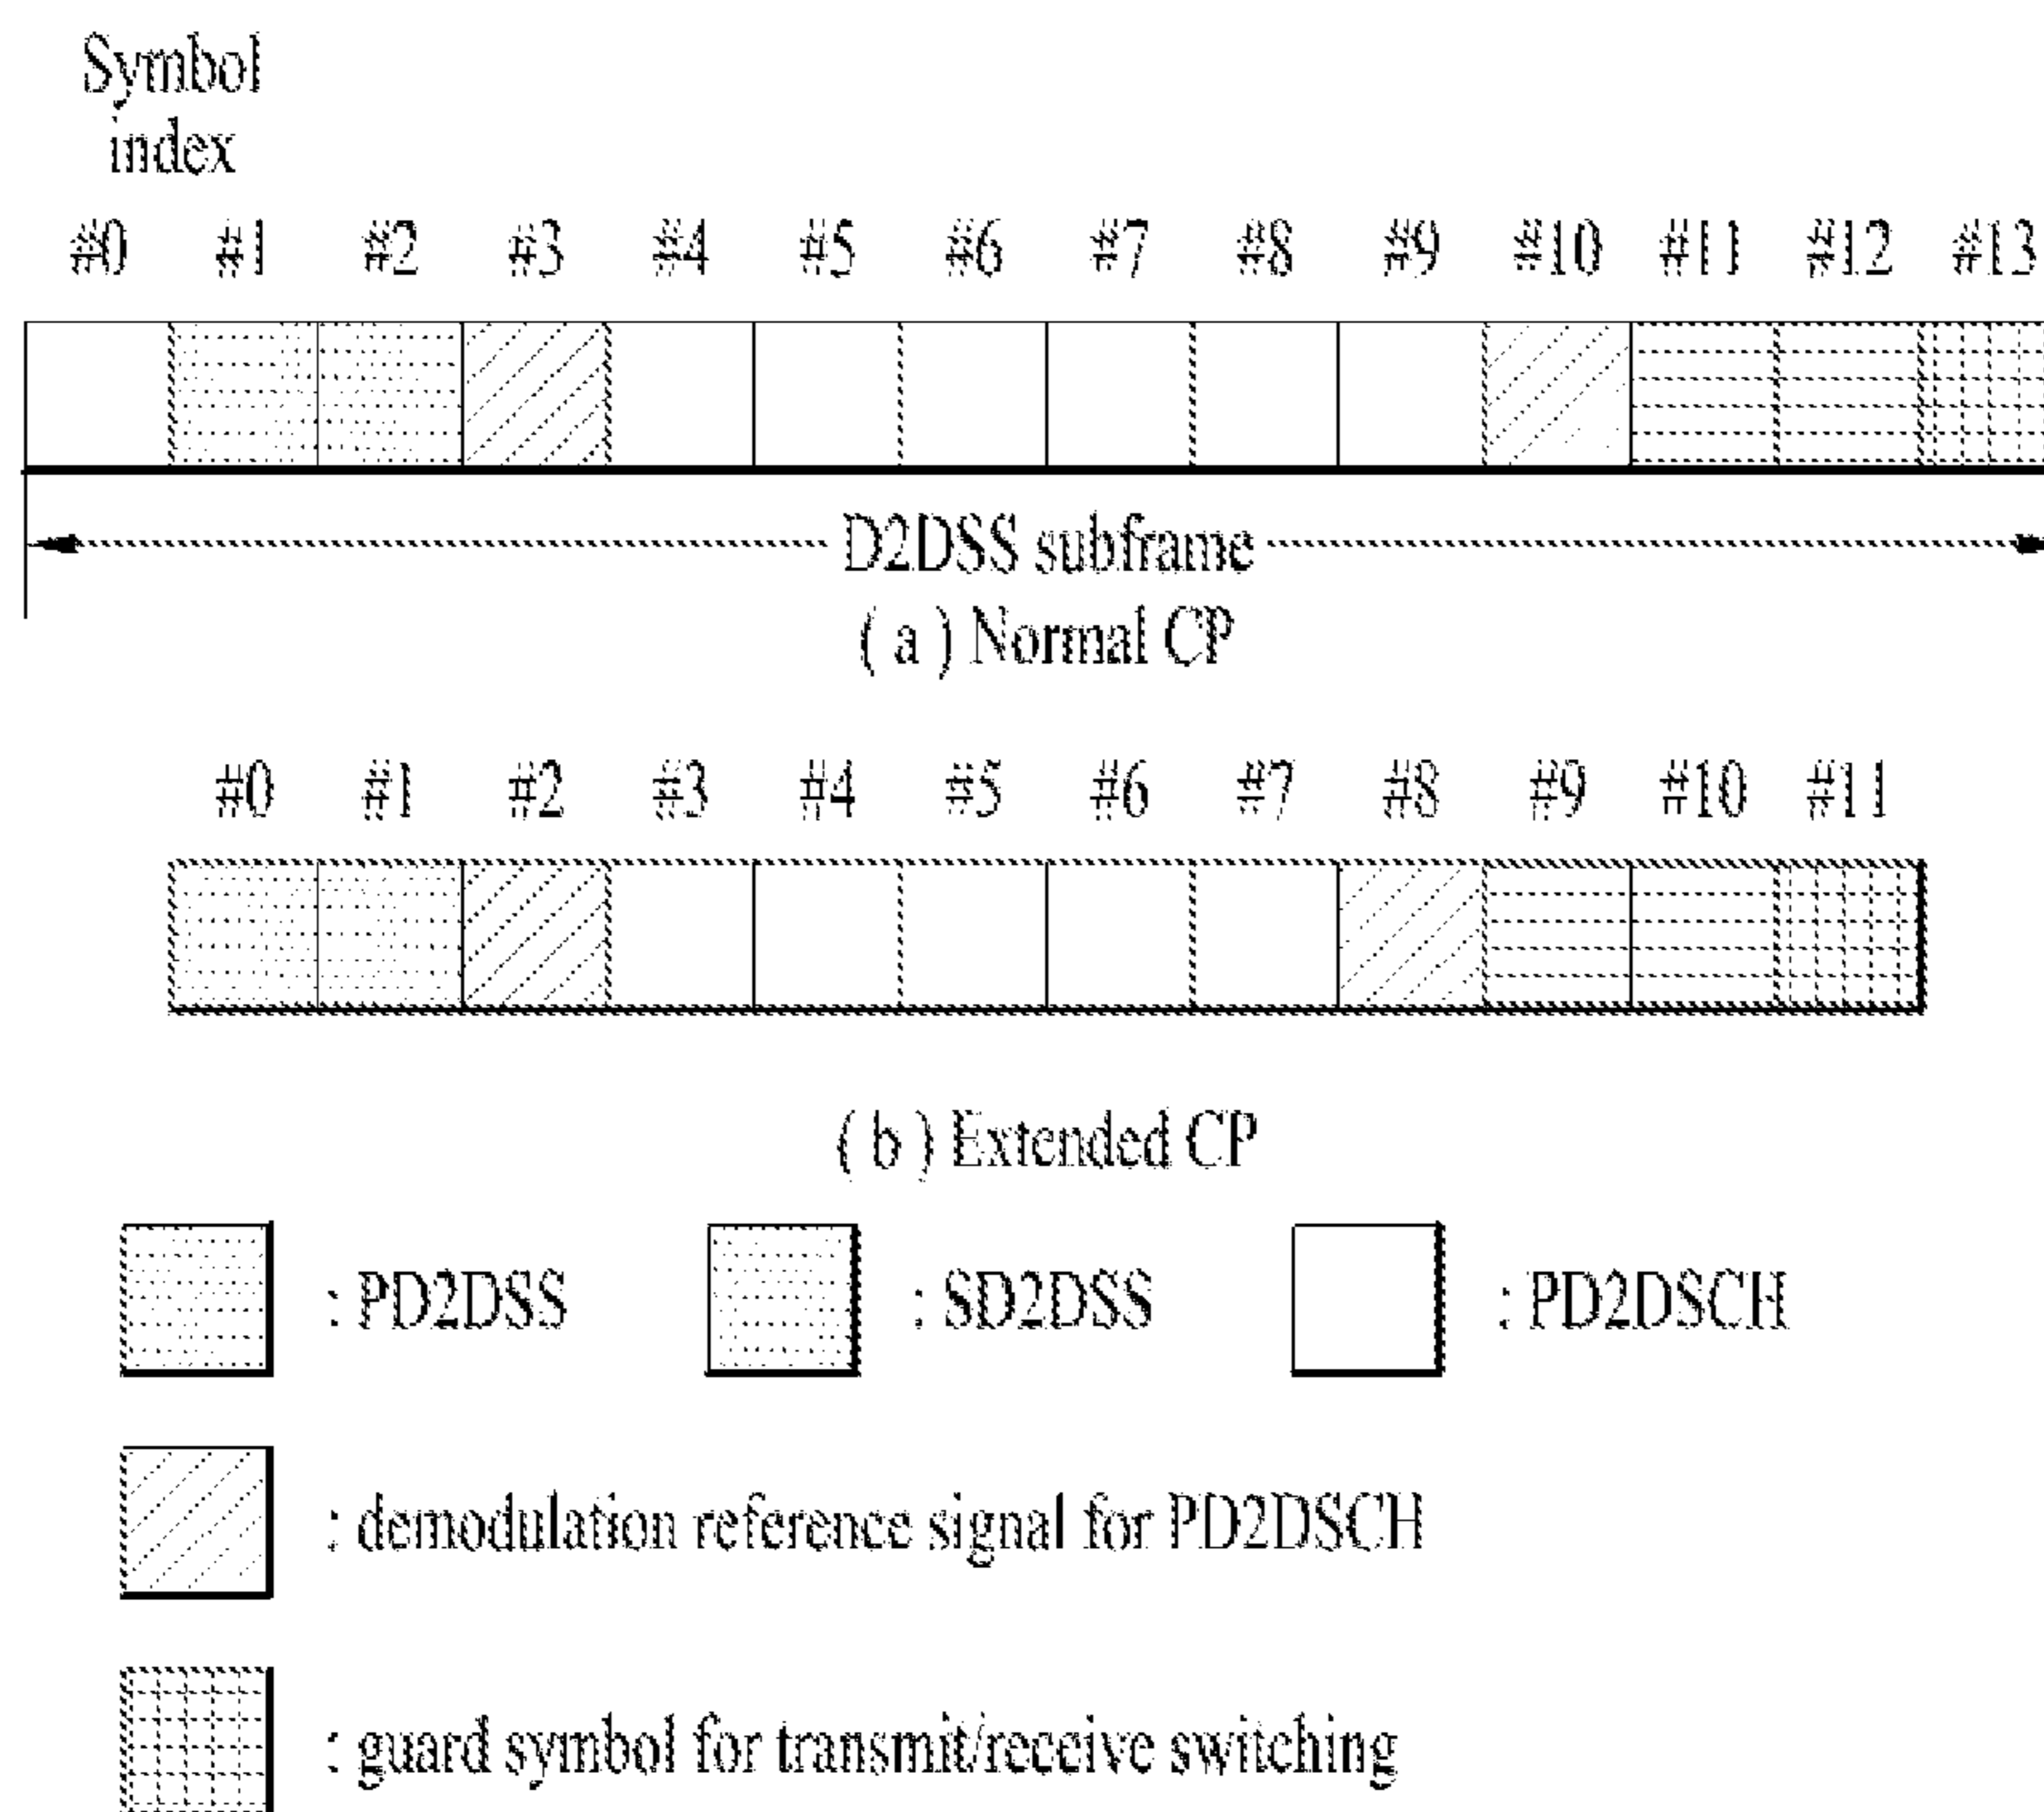 Symbol
index
#0 #1 #2 #3 #4 #5 #6 #7 #8 #9 #10 #11 #12 #13
D2DSS subframe
( a ) Normal CP
#0 #1 #2 #3 #4 #5 #6 #7 #8 #9 #10 #11
( b ) Extended CP
: PD2DSS : SD2DSS : PD2DSCH
: demodulation reference signal for PD2DSCH
: guard symbol for transmit/receive switching